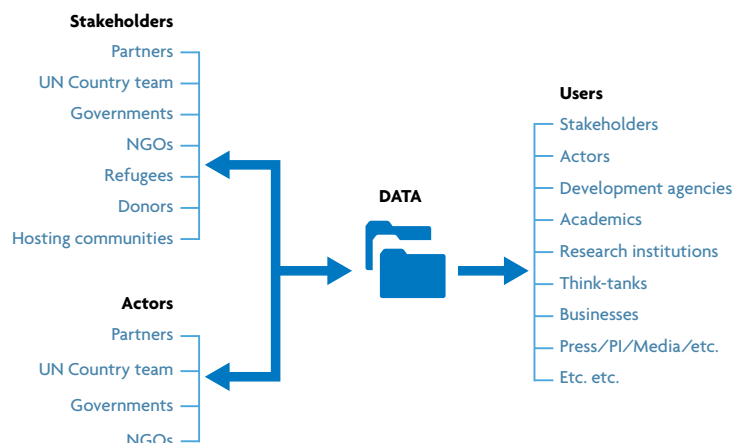 Stakeholders
Partners
UN Country team
Governments
NGOs
Refugees
Donors
Hosting communities
Actors
Partners
UN Country team
Governments
NGOs
DATA
Users
Stakeholders
Actors
Development agencies
Academics
Research institutions
Think-tanks
Businesses
Press/PI/Media/etc.
Etc. etc.